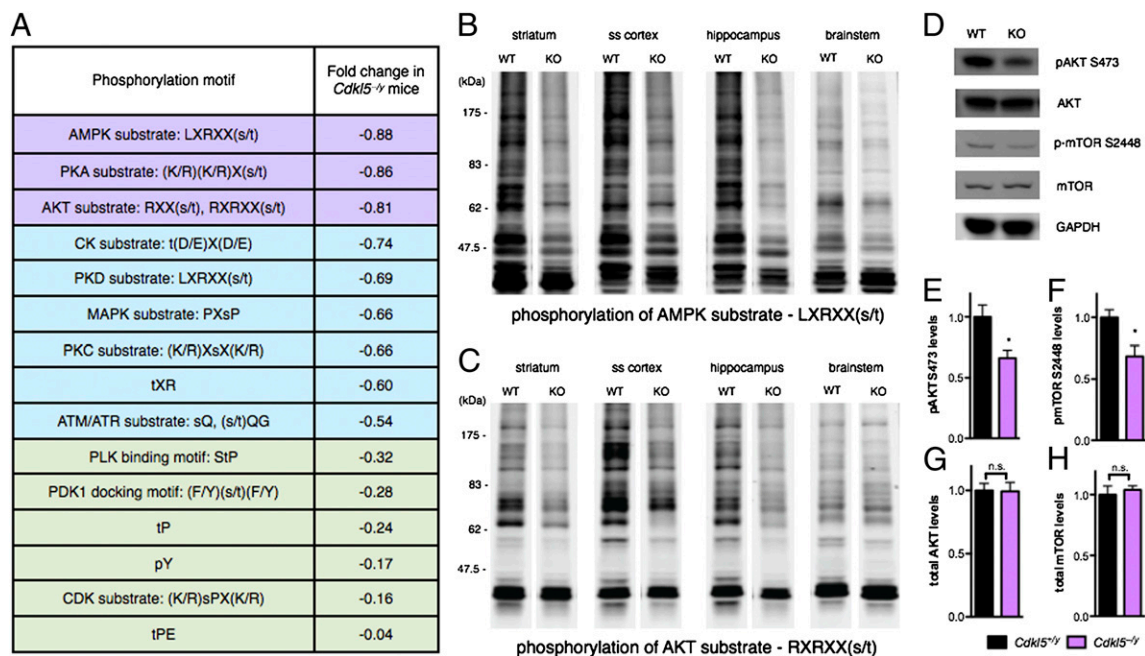 A
Phosphorylation motif
Fold change in
Cdkl5⁻/y mice
AMPK substrate: LXRXX(s/t)
-0.88
PKA substrate: (K/R)(K/R)X(s/t)
-0.86
AKT substrate: RXX(s/t), RXRXX(s/t)
-0.81
CK substrate: t(D/E)X(D/E)
-0.74
PKD substrate: LXRXX(s/t)
-0.69
MAPK substrate: PXsP
-0.66
PKC substrate: (K/R)XsX(K/R)
-0.66
tXR
-0.60
ATM/ATR substrate: sQ, (s/t)QG
-0.54
PLK binding motif: StP
-0.32
PDK1 docking motif: (F/Y)(s/t)(F/Y)
-0.28
tP
-0.24
pY
-0.17
CDK substrate: (K/R)sPX(K/R)
-0.16
tPE
-0.04
B
striatum ss cortex hippocampus brainstem
WT KO WT KO WT KO WT KO
(kDa)
175 -
83 -
62 -
47.5 -
phosphorylation of AMPK substrate - LXRXX(s/t)
C
striatum ss cortex hippocampus brainstem
WT KO WT KO WT KO WT KO
(kDa)
175 -
83 -
62 -
47.5 -
phosphorylation of AKT substrate - RXRXX(s/t)
D
WT KO
pAKT S473
AKT
p-mTOR S2448
mTOR
GAPDH
E
pAKT S473 levels
1.0
0.5
0.0
*
F
pmTOR S2448 levels
1.0
0.5
0.0
*
G
total AKT levels
1.0
0.5
0.0
n.s.
H
total mTOR levels
1.0
0.5
0.0
n.s.
Cdkl5⁺/y Cdkl5⁻/y